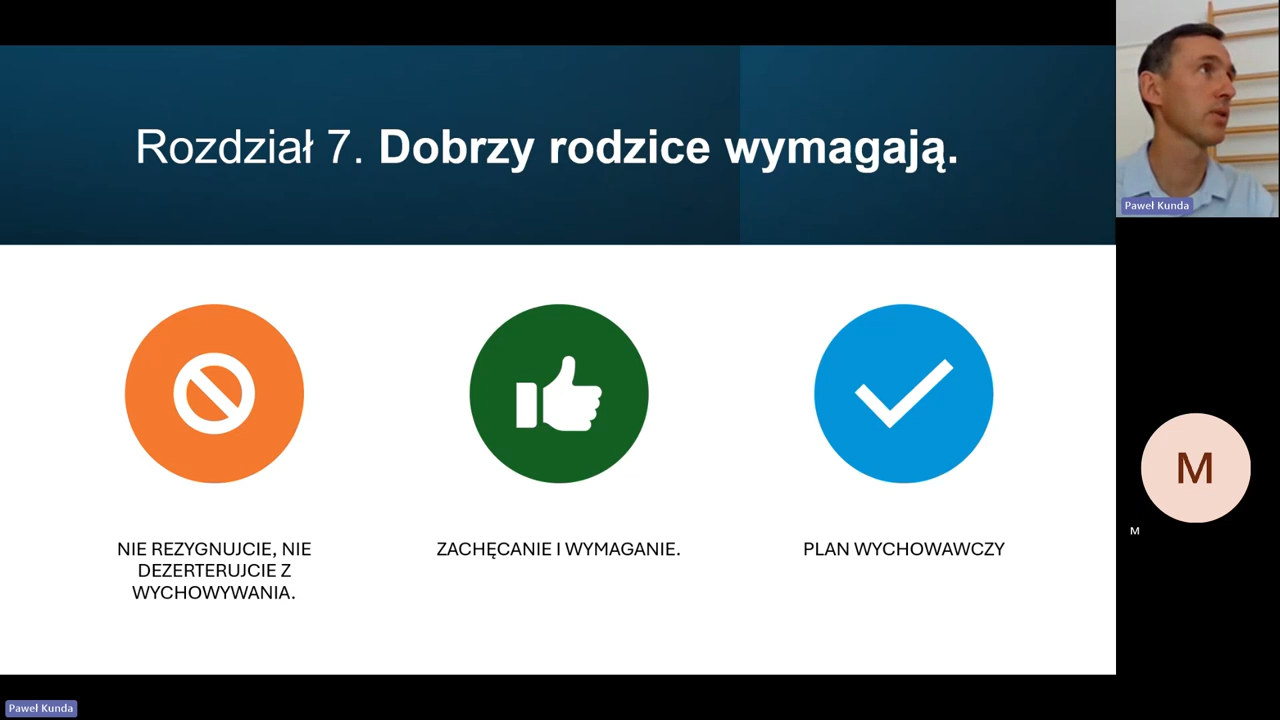 Rozdział 7. Dobrzy rodzice wymagają.
NIE REZYGNUJCIE, NIE
DEZERTERUJCIE Z
WYCHOWYWANIA.
ZACHĘCANIE I WYMAGANIE.
PLAN WYCHOWAWCZY
Paweł Kunda
M
M
Paweł Kunda